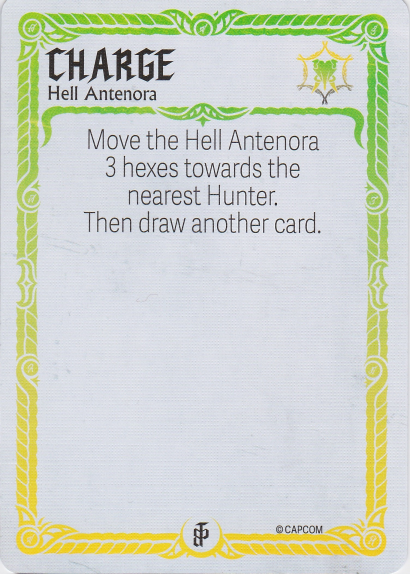 CHARGE
Hell Antenora
Move the Hell Antenora
3 hexes towards the
nearest Hunter.
Then draw another card.
© CAPCOM